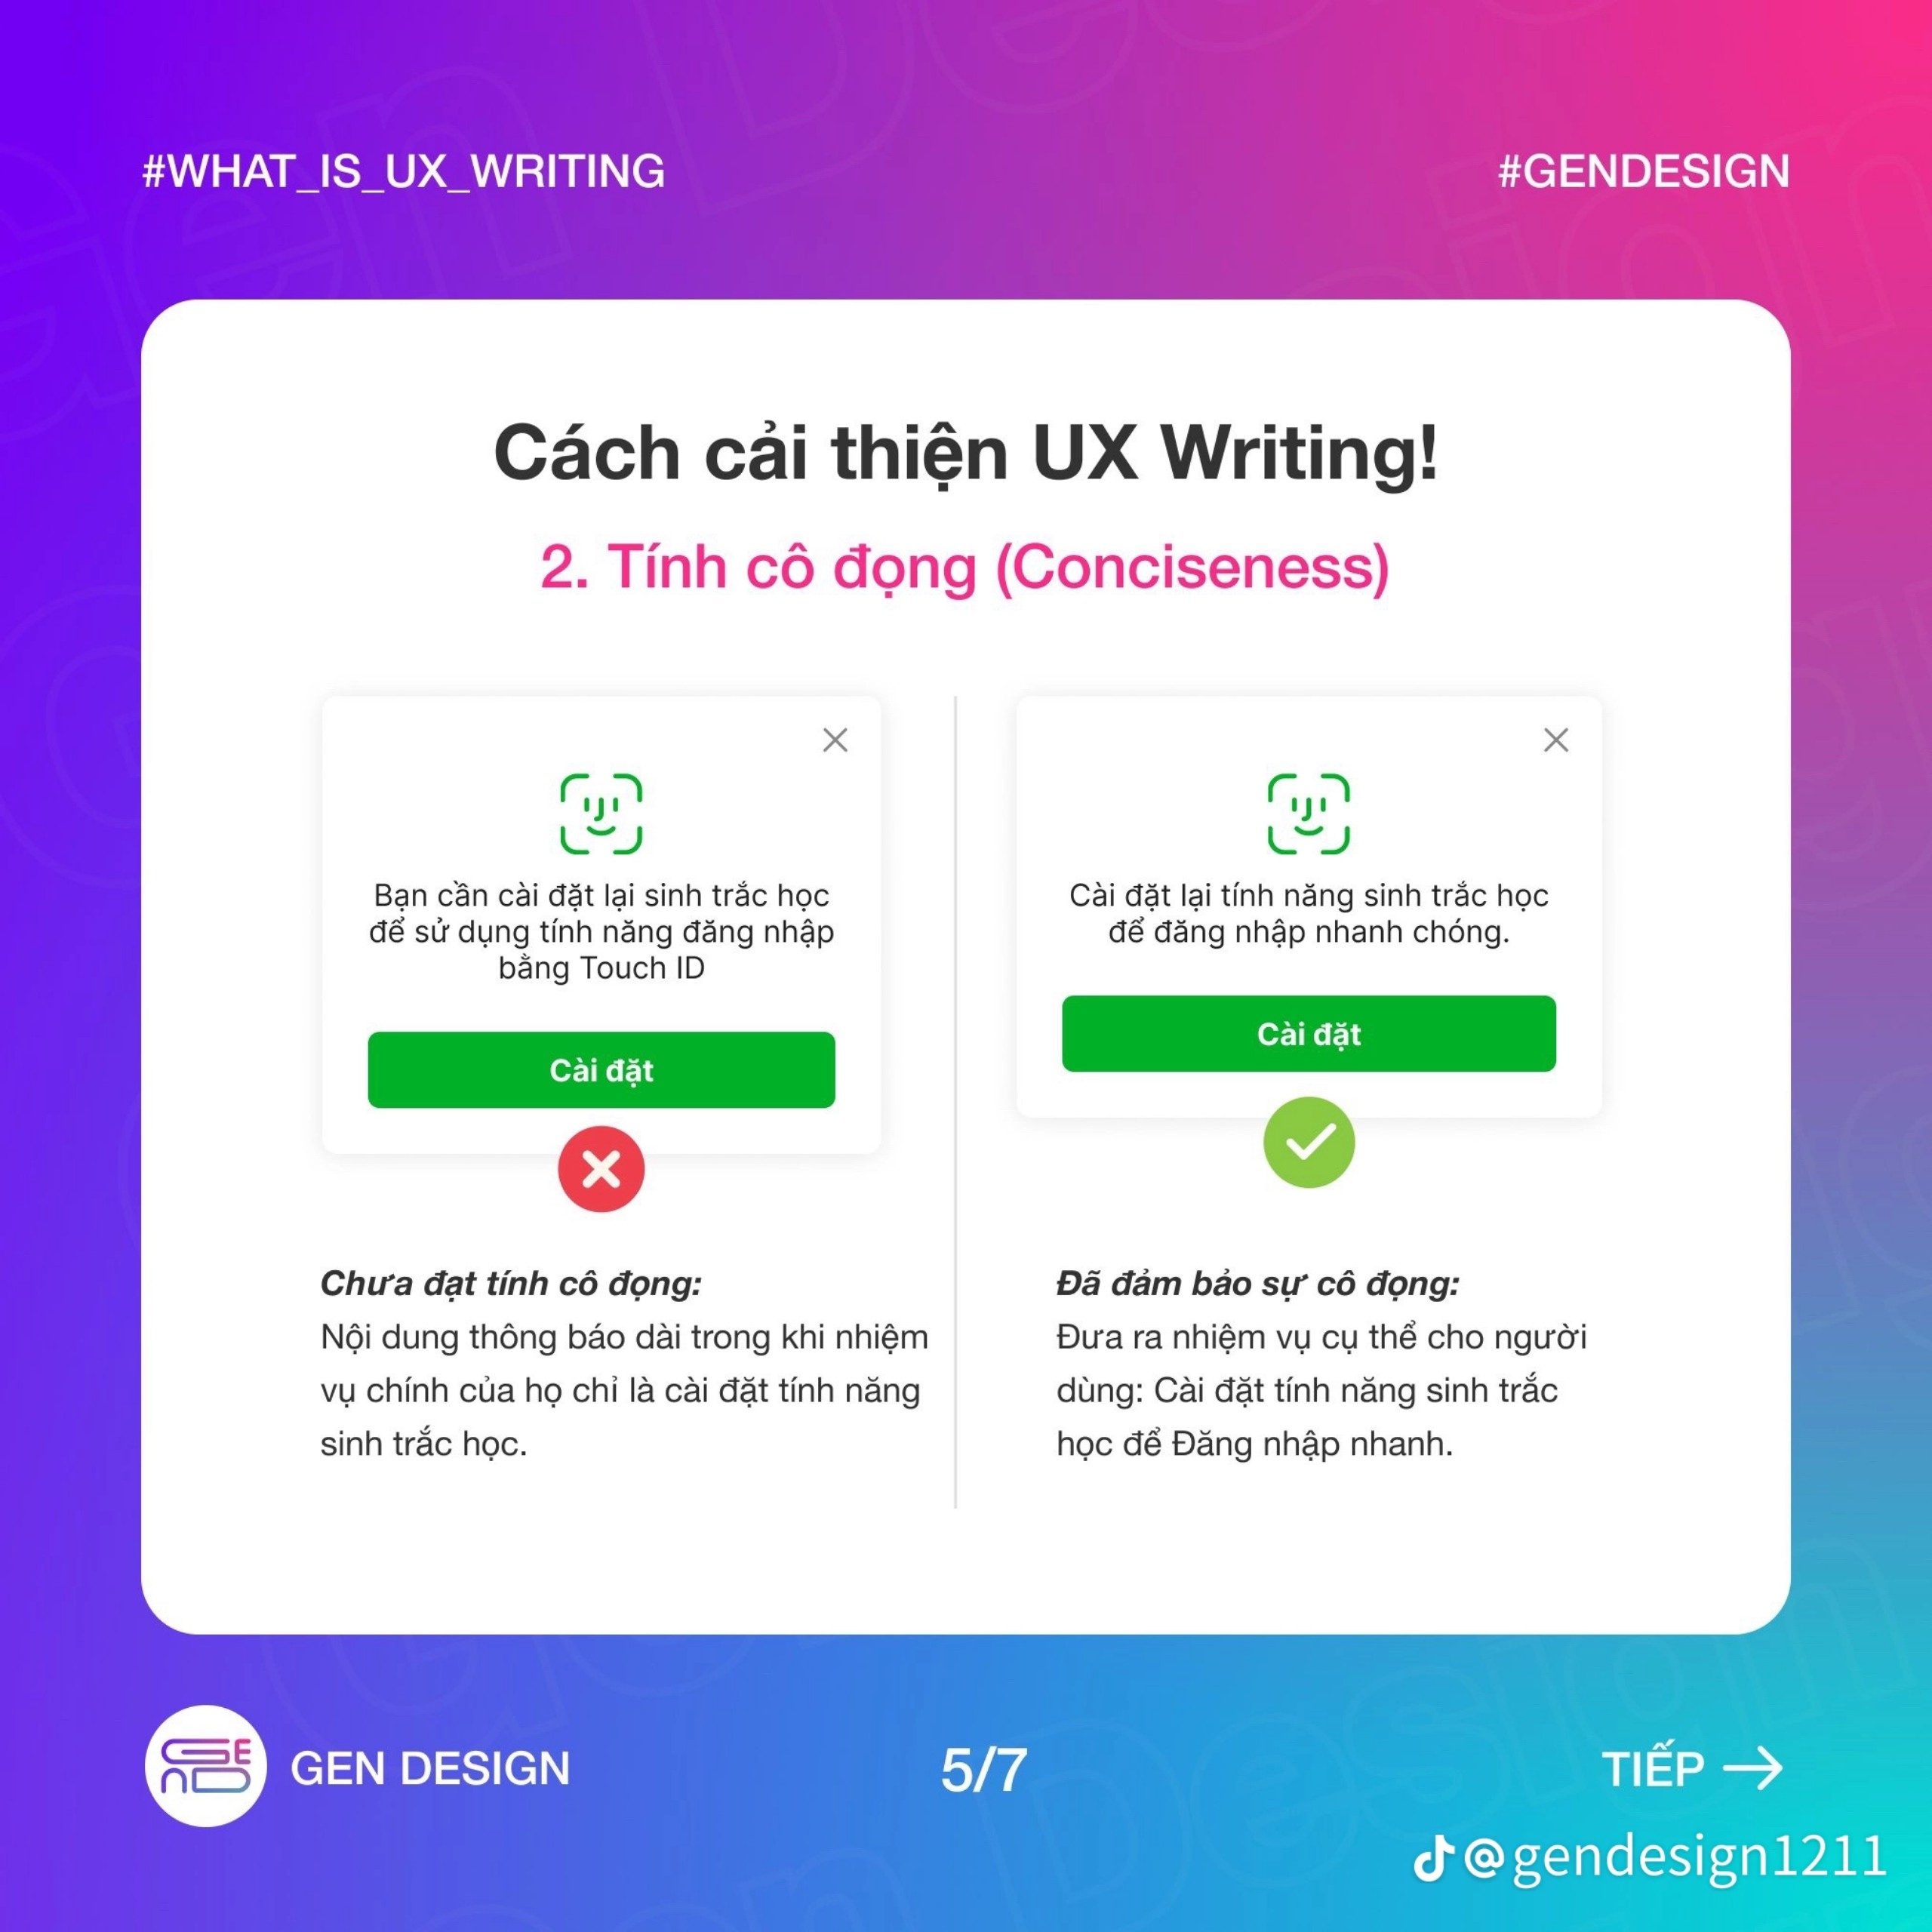 #WHAT_IS_UX_WRITING
#GENDESIGN
Cách cải thiện UX Writing!
2. Tính cô đọng (Conciseness)
Bạn cần cài đặt lại sinh trắc học
để sử dụng tính năng đăng nhập
bằng Touch ID
Cài đặt
Chưa đạt tính cô đọng:
Nội dung thông báo dài trong khi nhiệm
vụ chính của họ chỉ là cài đặt tính năng
sinh trắc học.
Cài đặt lại tính năng sinh trắc học
để đăng nhập nhanh chóng.
Cài đặt
Đã đảm bảo sự cô đọng:
Đưa ra nhiệm vụ cụ thể cho người
dùng: Cài đặt tính năng sinh trắc
học để Đăng nhập nhanh.
GEN DESIGN
5/7
TIẾP
@gendesign1211